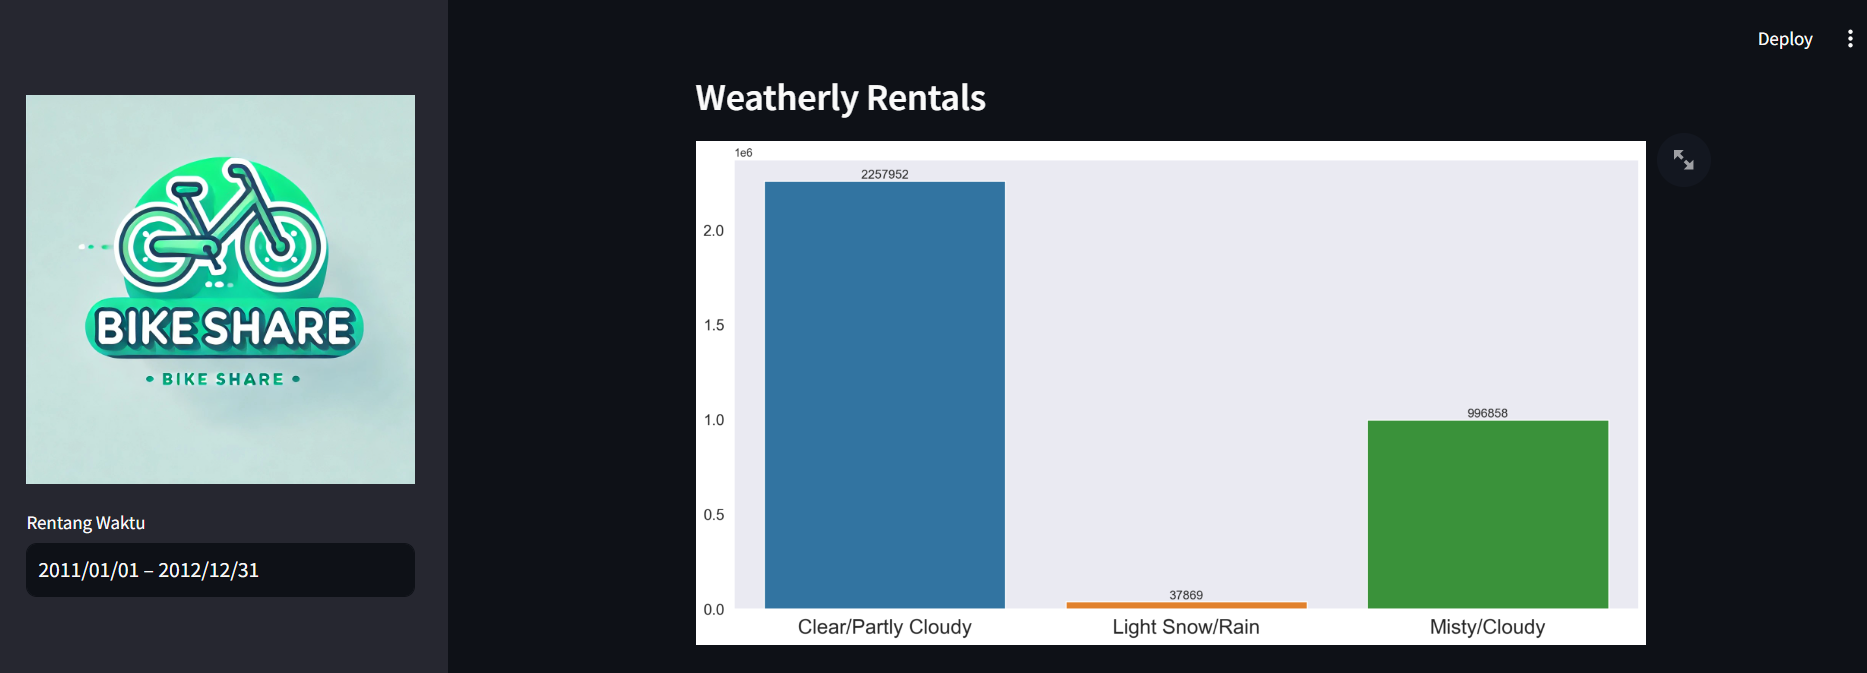 Deploy
BIKE SHARE
• BIKE SHARE •
Rentang Waktu
2011/01/01 – 2012/12/31
Weatherly Rentals
1e6
2257952
2.0
1.5
1.0
996858
0.5
37869
0.0
Clear/Partly Cloudy Light Snow/Rain Misty/Cloudy